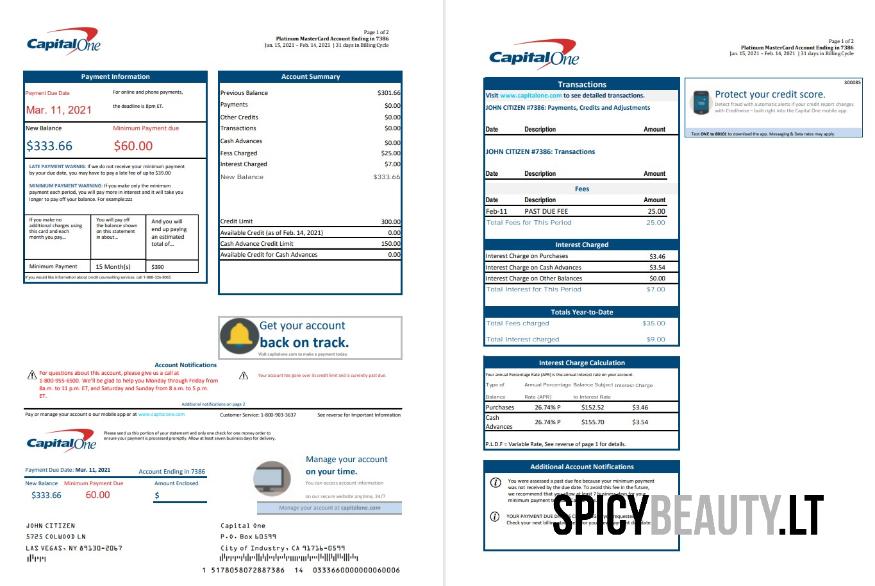 Capital One
Page 1 of 2
Platinum MasterCard Account Ending in 7386
Jan. 15, 2021 – Feb. 14, 2021 | 31 days in Billing Cycle
Payment Information
Payment Due Date
For online and phone payments,
Mar. 11, 2021
the deadline is 8pm ET.
New Balance
Minimum Payment due
$333.66
$60.00
LATE PAYMENT WARNIG: If we do not receive your minimum payment
by your due date, you may have to pay a late fee of up to $39.00
MINIMUM PAYMENT WARNING: If you make only the minimum
payment each period, you will pay more in interest and it will take you
longer to pay off your balance. For example:
If you make no
additional charges using
this card and each
month you pay...
You will pay off
the balance shown
on this statement
in about...
And you will
end up paying
an estimated
total of...
Minimum Payment
15 Month(s)
$390
If you would like information about credit counselling services, call
Account Summary
Previous Balance $301.66
Payments $0.00
Other Credits $0.00
Transactions $0.00
Cash Advances $0.00
Fess Charged $25.00
Interest Charged $7.00
New Balance $333.66
Credit Limit 300.00
Available Credit (as of Feb. 14, 2021) 0.00
Cash Advance Credit Limit 150.00
Available Credit for Cash Advances 0.00
Get your account
back on track.
Visit capitalone.com to make a payment today.
Account Notifications
For questions about this account, please give us a call at
1-800-955-6600. We'll be glad to help you Monday through Friday from
8a m. to 11 p.m. ET, and Saturday and Sunday from 8 a.m. to 5 p m.
ET.
Your account has gone over its credit limit and is currently past due.
Additional notifications on page 2
Pay or manage your account o our mobile app or at www.capitalone.com
Customer Service: 1-800-903-3637
See reverse for Important Information
Capital One
Please send us this portion of your statement and only one check for one money order to
ensure your payment is processed promptly. Allow at least seven business days for delivery.
Payment Due Date: Mar. 11, 2021
Account Ending in 7386
New Balance
Minimum Payment Due
Amount Enclosed
$333.66
60.00
$
Manage your account
on your time.
You can access account information
on our secure website anytime, 24/7
Manage your account at capitalone.com
JOHN CITIZEN
5725 COLWOOD LN
LAS VEGAS, NY 89130-2067
Capital One
P.o. Box 60599
City of Industry, CA 91716-0599
1 5178058072887386 14 0333660000000060006
Capital One
Page 1 of 2
Platinum MasterCard Account Ending in 7386
Jan. 15, 2021 – Feb. 14, 2021 | 31 days in Billing Cycle
Transactions
Visit www.capitalone.com to see detailed transactions.
JOHN CITIZEN #7386: Payments, Credits and Adjustments
Date Description Amount
JOHN CITIZEN #7386: Transactions
Date Description Amount
Fees
Feb-11 PAST DUE FEE 25.00
Total Fees for This Period 25.00
Interest Charged
Interest Charge on Purchases $3.46
Interest Charge on Cash Advances $3.54
Interest Charge on Other Balances $0.00
Total Interest for This Period $7.00
Totals Year-to-Date
Total Fees charged $35.00
Total Interest charged $9.00
Interest Charge Calculation
Your annual Percentage Rate (APR) is the annual interest rate on your account.
Type of
Balance
Annual Porcentage
Rate (APR)
Balance Subject
to Interest Rate
Interest Charge
Purchases 26.74% P $152.52 $3.46
Cash
Advances
26.74% P $155.70 $3.54
P.L.D.F = Variable Rate, See reverse of page 1 for details.
Additional Account Notifications
You were assessed a past due fee because your minimum payment
was not received by the due date. To avoid this fee in the future,
we recommend that you allow at least 7 business days for your
YOUR PAYMENT DUE
Check your next billing
300085
Protect your credit score.
Detect fraud with automatic alerts if your credit report changes
with CreditWise – built right into the Capital One mobile app
Text ONE to 80101 to download the app. Messaging & Data rates may apply.
SPICYBEAUTY.LT